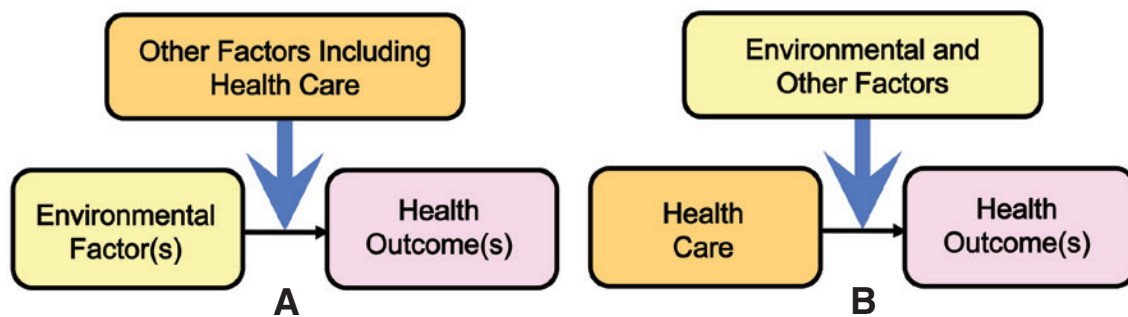 Other Factors Including
Health Care
Environmental
Factor(s)
Health
Outcome(s)
A
Environmental and
Other Factors
Health
Care
Health
Outcome(s)
B